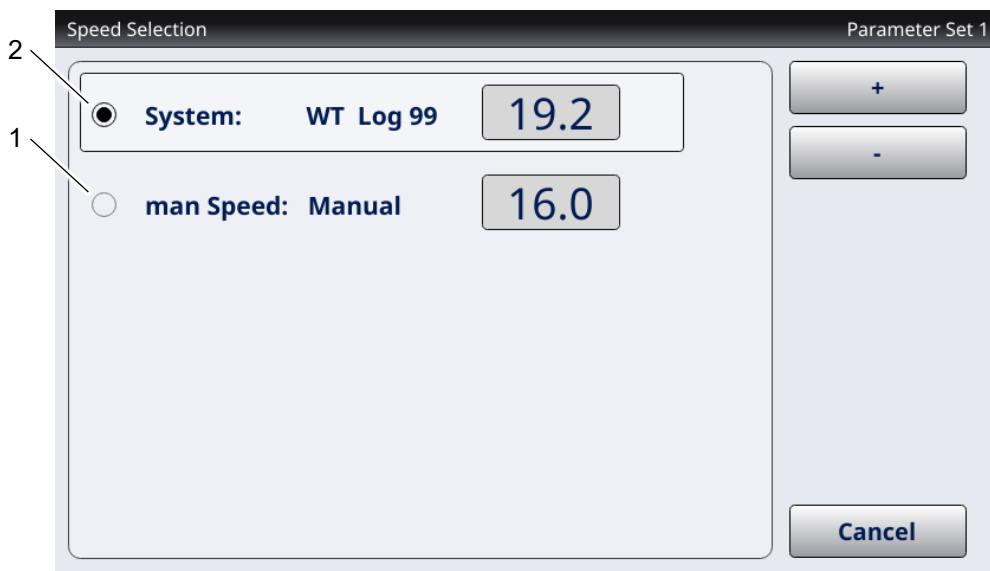 Speed Selection Parameter Set 1
2
System: WT Log 99 19.2
+
1
-
man Speed: Manual 16.0
Cancel